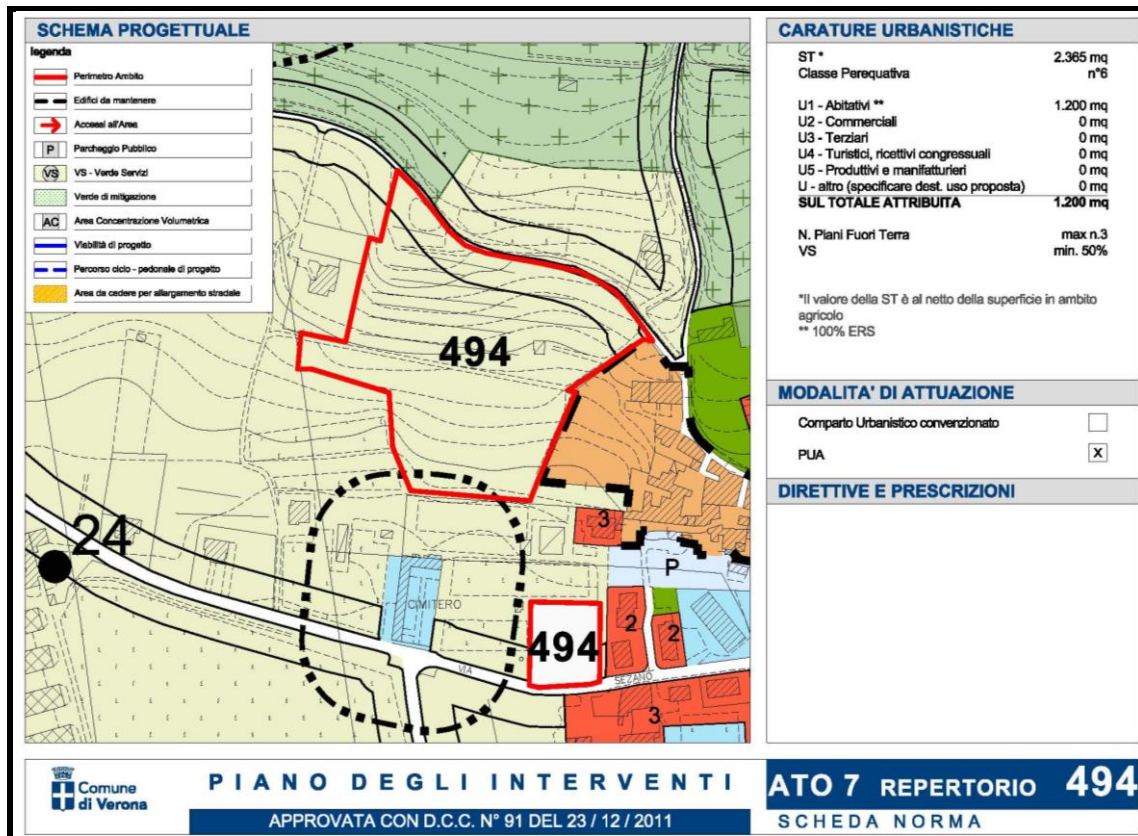 SCHEMA PROGETTUALE
legenda
Perimetro Ambito
Edifici da mantenere
Accessi all'Area
P Parcheggio Pubblico
VS VS - Verde Servizi
Verde di mitigazione
AC Area Concentrazione Volumetrica
Viabilità di progetto
Percorso ciclo - pedonale di progetto
Area da cedere per allargamento stradale
494
24
3
P
CIMITERO
494
2
2
VIA SEZANO
3
CARATURE URBANISTICHE
ST * 2.365 mq
Classe Perequativa n°6
U1 - Abitativi ** 1.200 mq
U2 - Commerciali 0 mq
U3 - Terziari 0 mq
U4 - Turistici, ricettivi congressuali 0 mq
U5 - Produttivi e manifatturieri 0 mq
U - altro (specificare dest. uso proposta) 0 mq
SUL TOTALE ATTRIBUITA 1.200 mq
N. Piani Fuori Terra max n.3
VS min. 50%
*Il valore della ST è al netto della superficie in ambito
agricolo
** 100% ERS
MODALITA' DI ATTUAZIONE
Comparto Urbanistico convenzionato
PUA X
DIRETTIVE E PRESCRIZIONI
Comune
di Verona
PIANO DEGLI INTERVENTI
APPROVATA CON D.C.C. N° 91 DEL 23 / 12 / 2011
ATO 7 REPERTORIO 494
SCHEDA NORMA